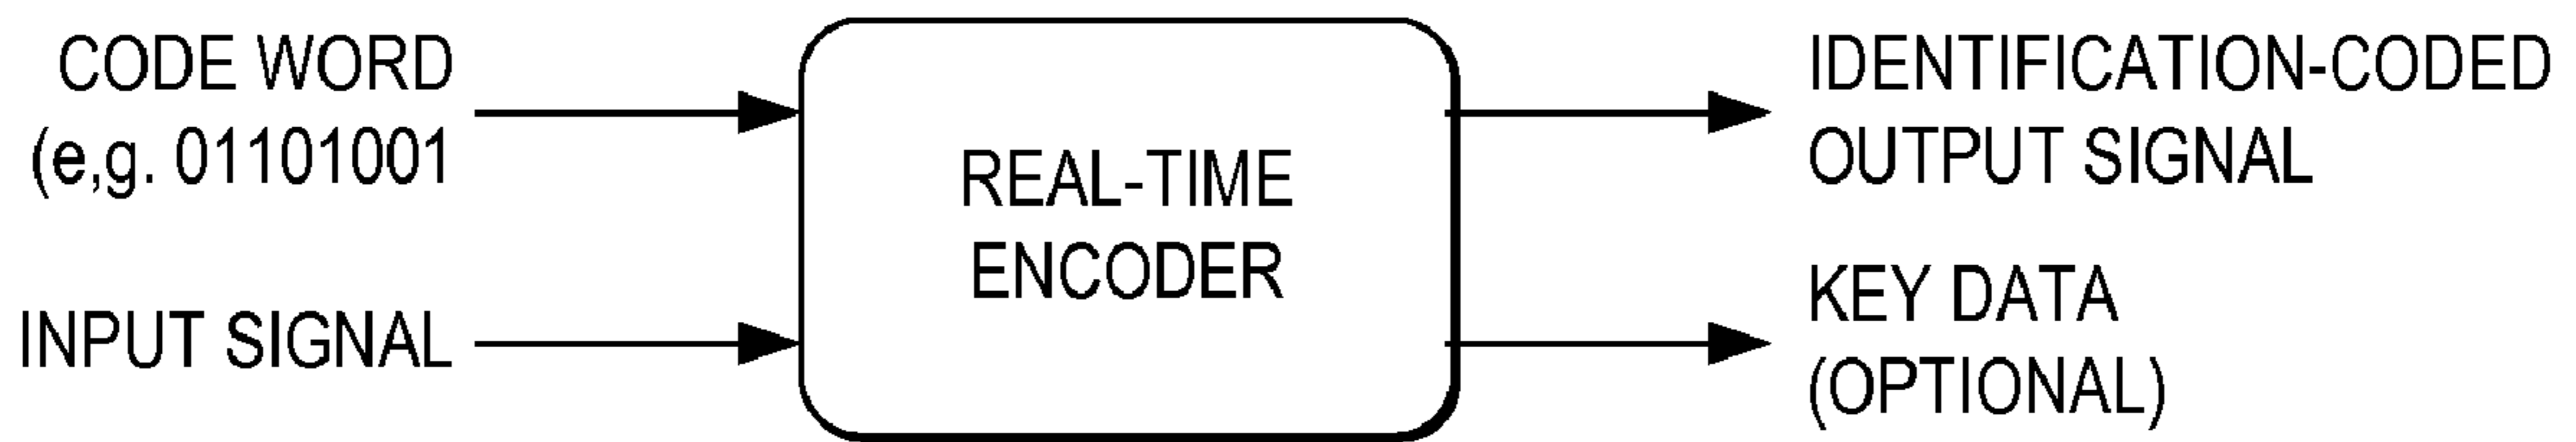 CODE WORD
(e,g. 01101001
INPUT SIGNAL
REAL-TIME
ENCODER
IDENTIFICATION-CODED
OUTPUT SIGNAL
KEY DATA
(OPTIONAL)